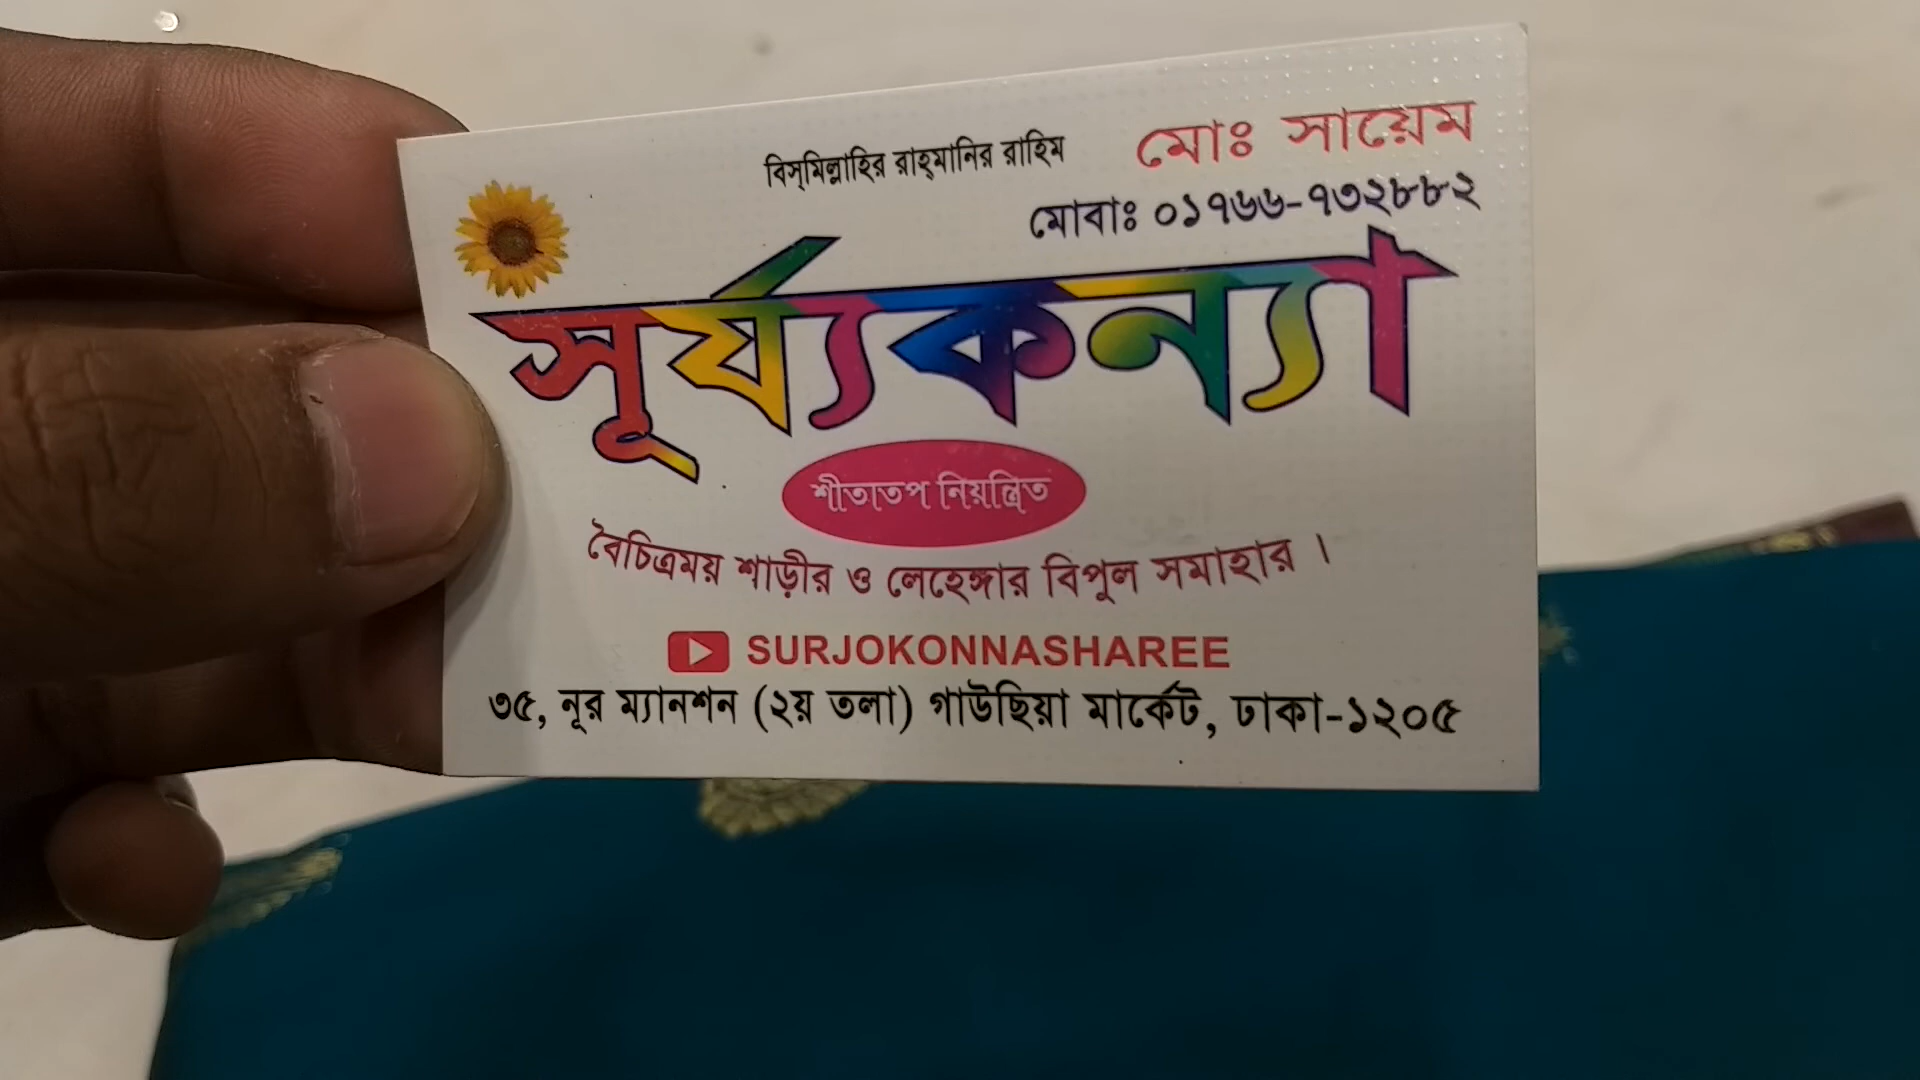 বিস্‌মিল্লাহির রাহ্‌মানির রাহিম
মোঃ সায়েম
মোবাঃ ০১৭৬৬-৭৩২৮৮২
সূর্য্যকন্যা
শীতাতপ নিয়ন্ত্রিত
বৈচিত্রময় শাড়ীর ও লেহেঙ্গার বিপুল সমাহার ।
SURJOKONNASHAREE
৩৫, নূর ম্যানশন (২য় তলা) গাউছিয়া মার্কেট, ঢাকা-১২০৫